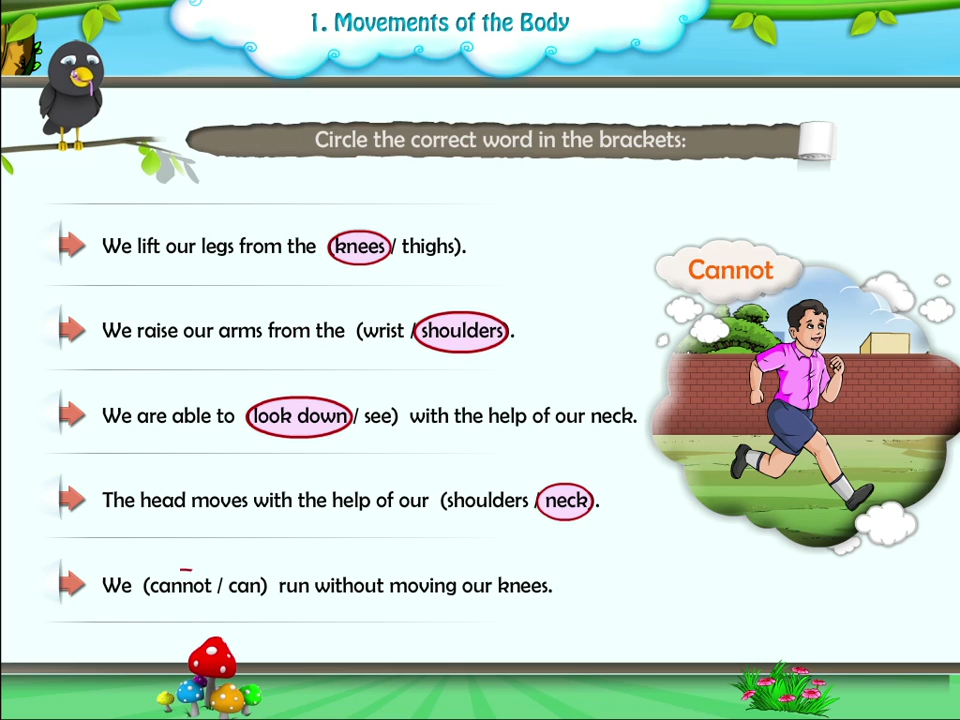 1. Movements of the Body
Circle the correct word in the brackets:
We lift our legs from the (knees / thighs).
Cannot
We raise our arms from the (wrist / shoulders).
We are able to (look down / see) with the help of our neck.
The head moves with the help of our (shoulders / neck).
We (cannot / can) run without moving our knees.